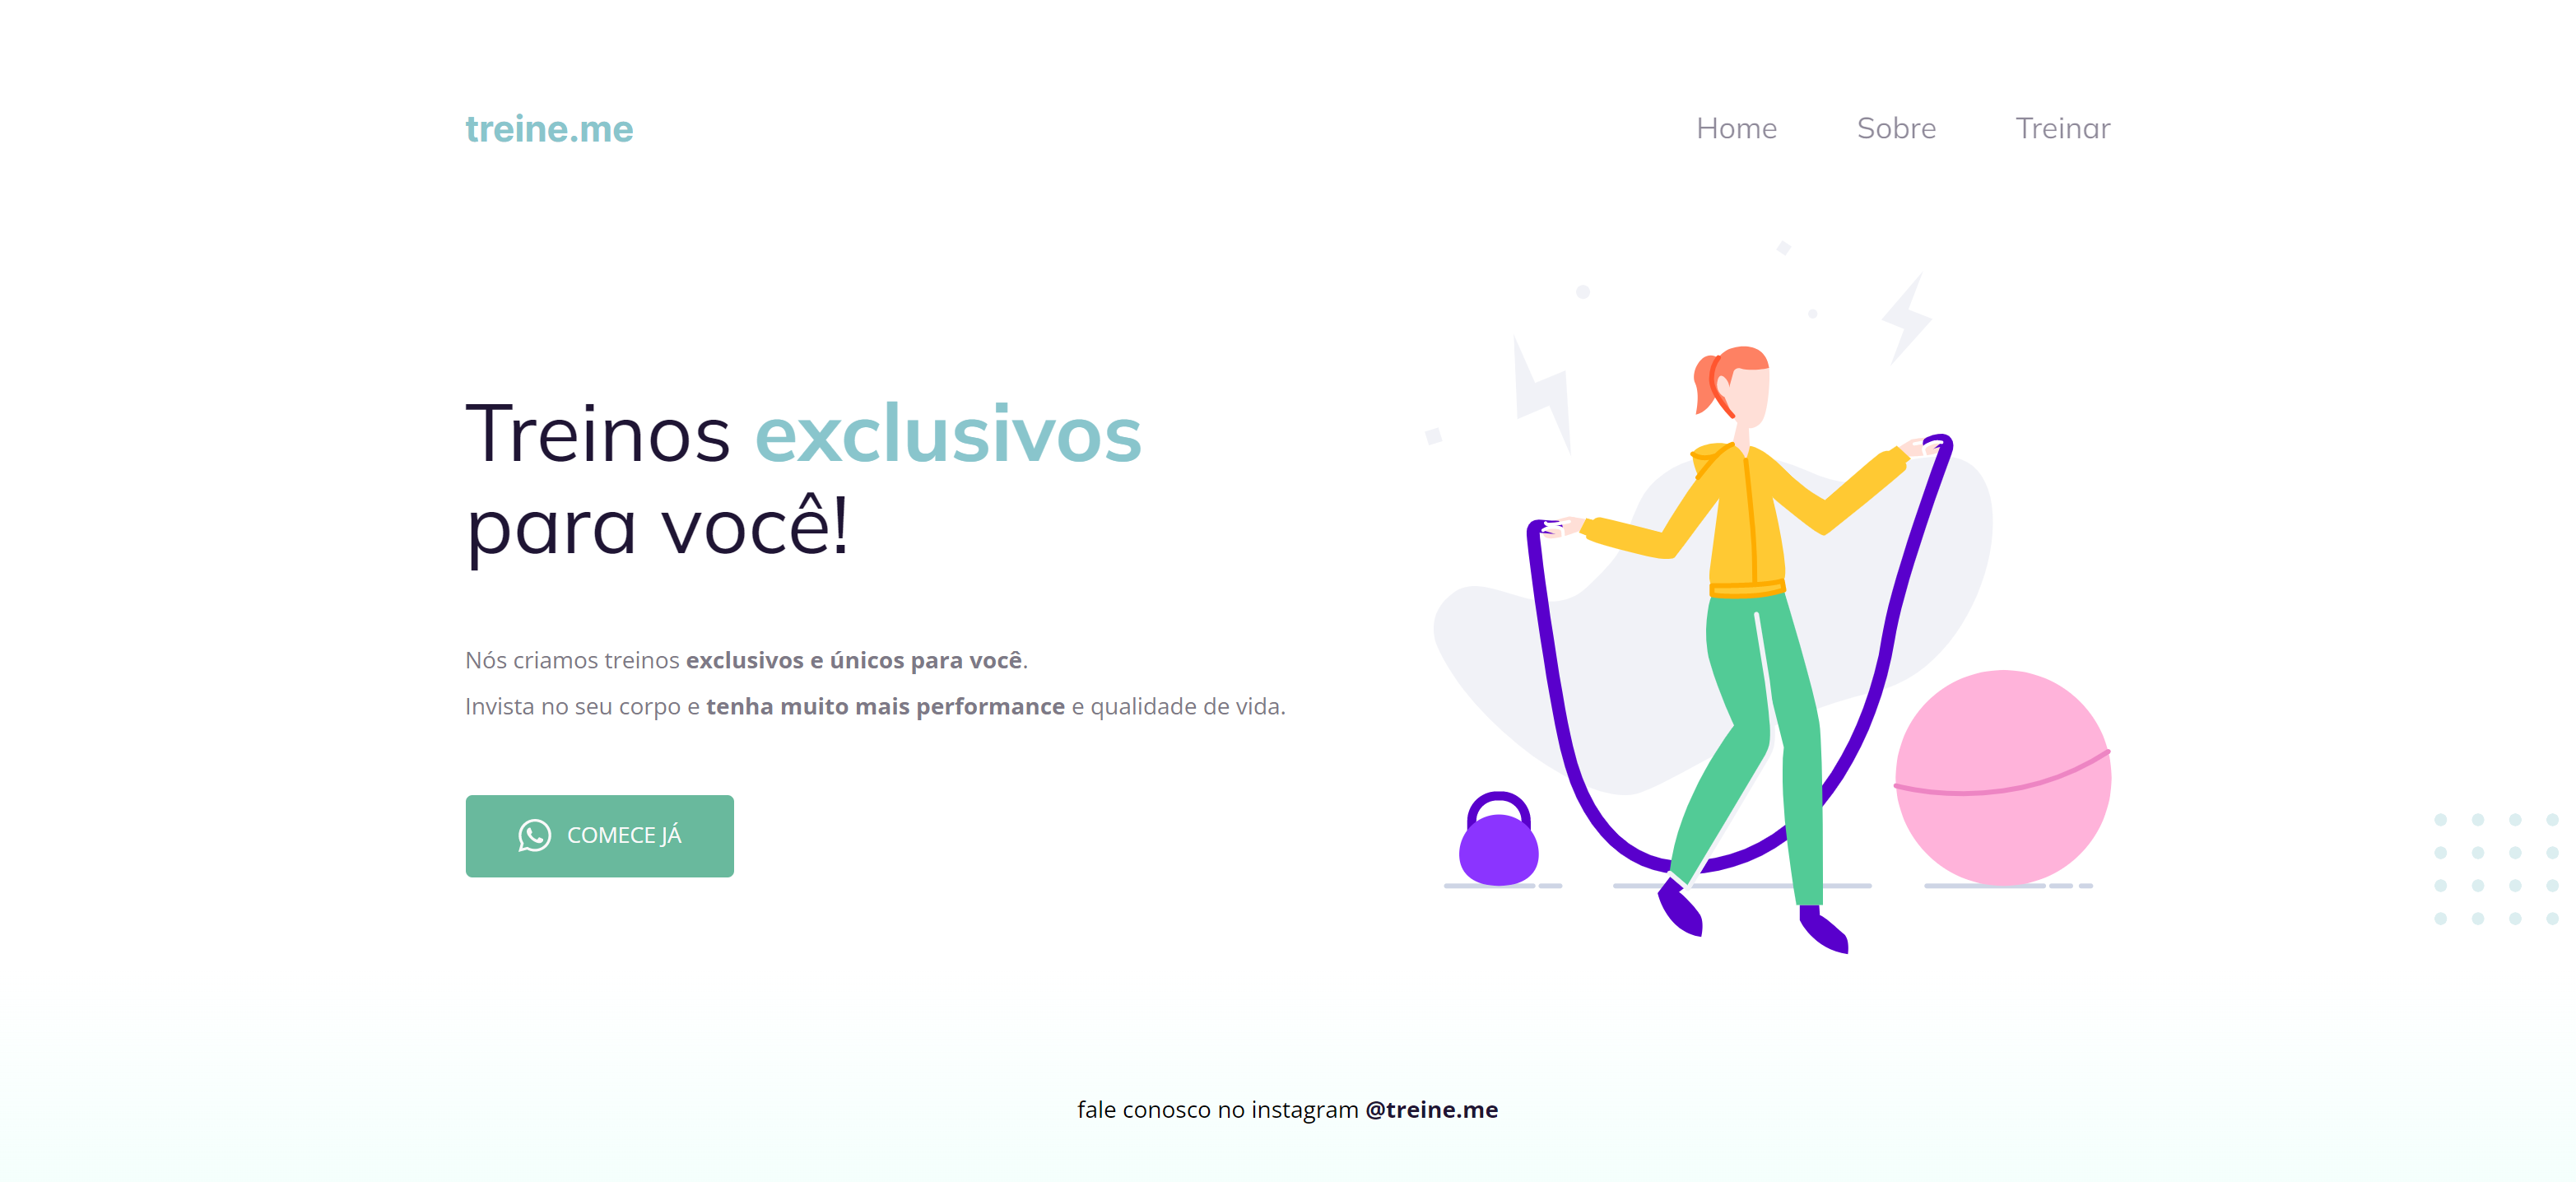 treine.me
Home Sobre Treinar
Treinos exclusivos
para você!
Nós criamos treinos exclusivos e únicos para você.
Invista no seu corpo e tenha muito mais performance e qualidade de vida.
COMECE JÁ
fale conosco no instagram @treine.me